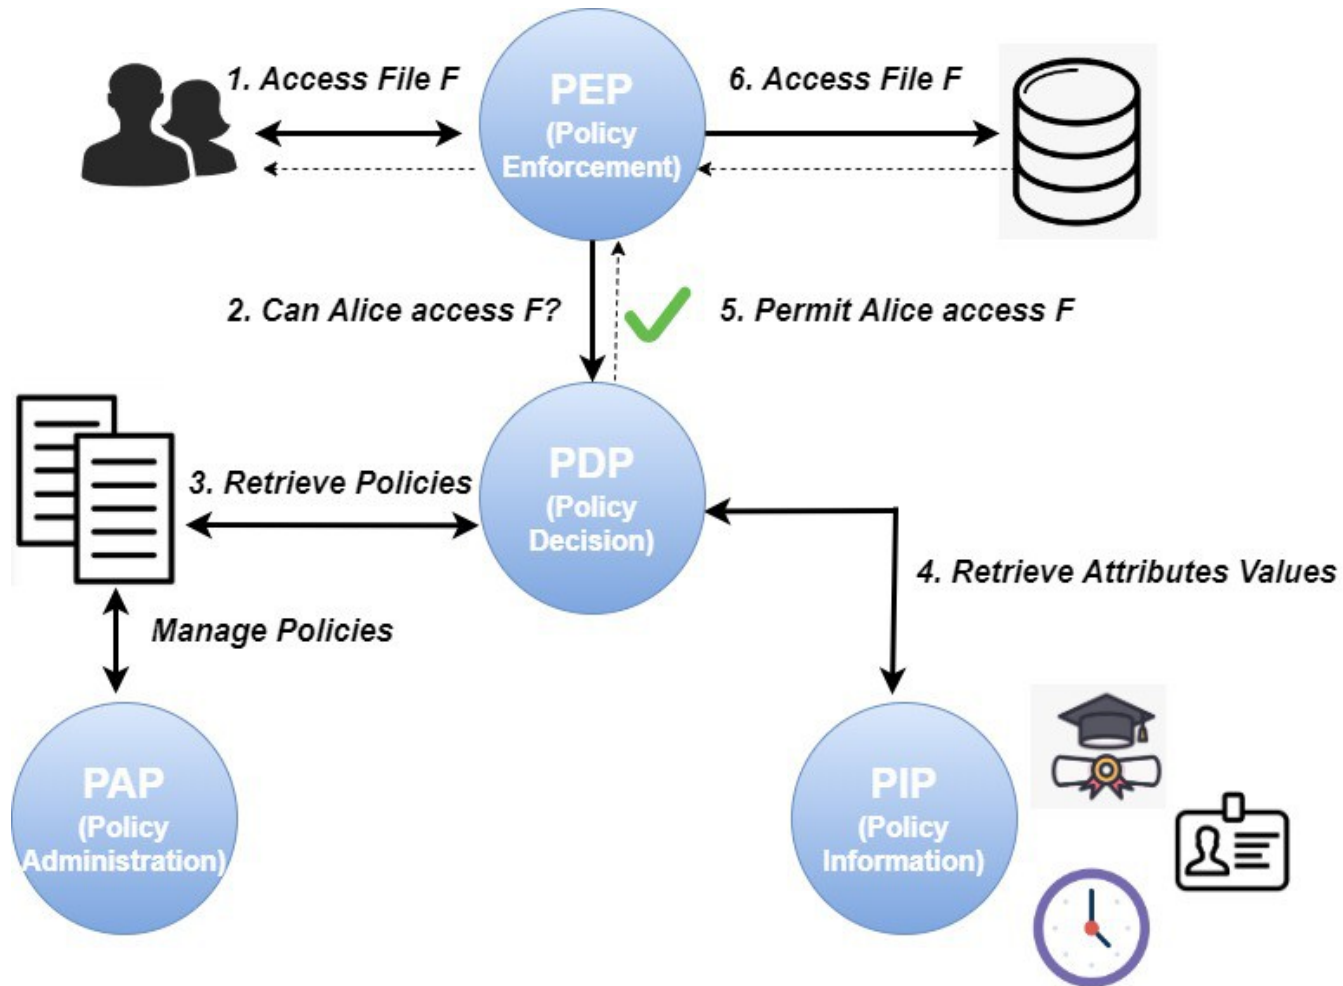 1. Access File F
PEP
(Policy
Enforcement)
6. Access File F
2. Can Alice access F?
5. Permit Alice access F
3. Retrieve Policies
PDP
(Policy
Decision)
4. Retrieve Attributes Values
Manage Policies
PAP
(Policy
Administration)
PIP
(Policy
Information)